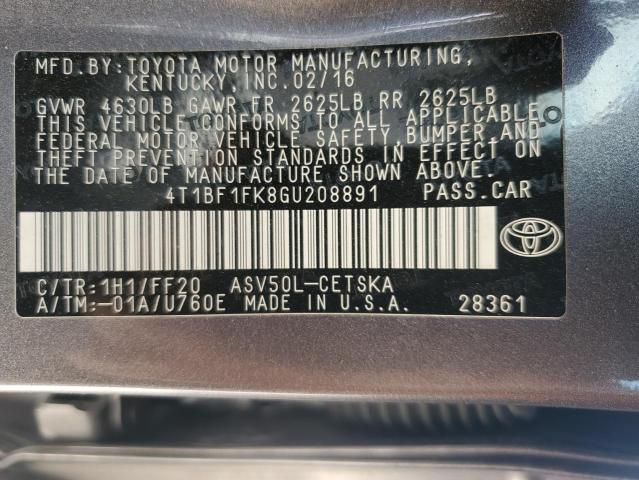 MFD.BY:TOYOTA MOTOR MANUFACTURING,
KENTUCKY, INC. 02/16
GVWR 4630LB GAWR FR 2625LB RR 2625LB
THIS VEHICLE CONFORMS TO ALL APPLICABLE
FEDERAL MOTOR VEHICLE SAFETY, BUMPER, AND
THEFT PREVENTION STANDARDS IN EFFECT ON
THE DATE OF MANUFACTURE SHOWN ABOVE.
4T1BF1FK8GU208891 PASS.CAR
C/TR:1H1/FF20 ASV50L-CETSKA
A/TM:-01A/U760E MADE IN U.S.A. 28361